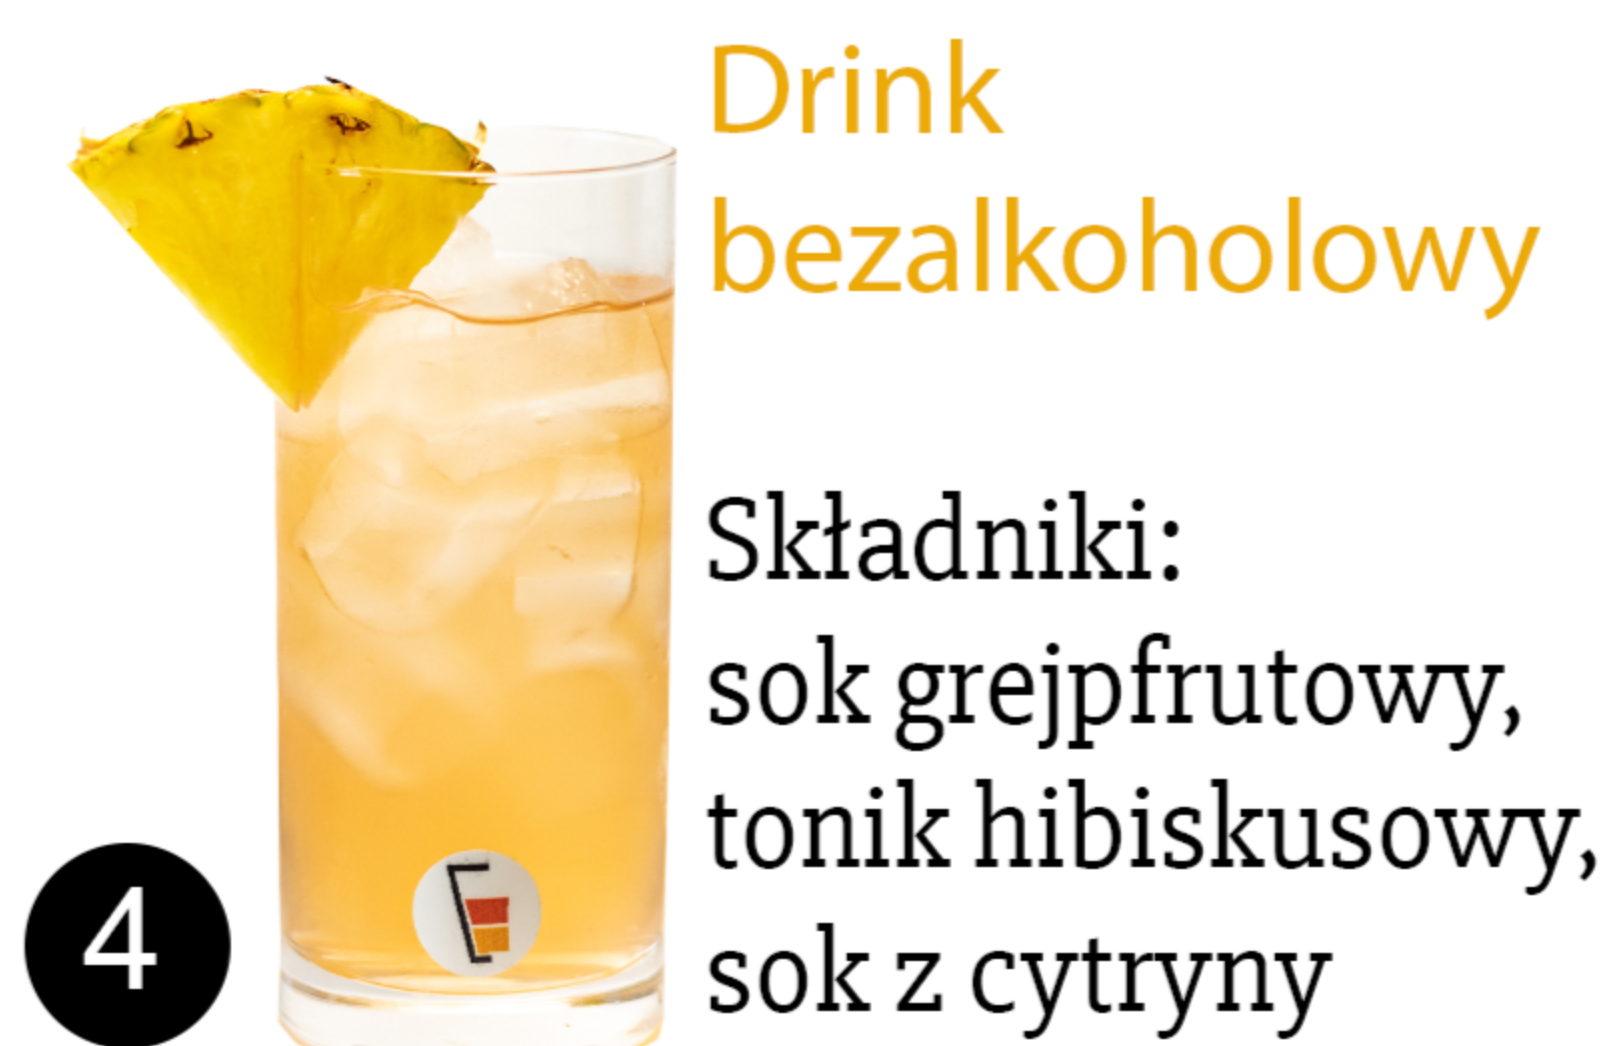 Drink
bezalkoholowy
Składniki:
sok grejpfrutowy,
tonik hibiskusowy,
sok z cytryny
4